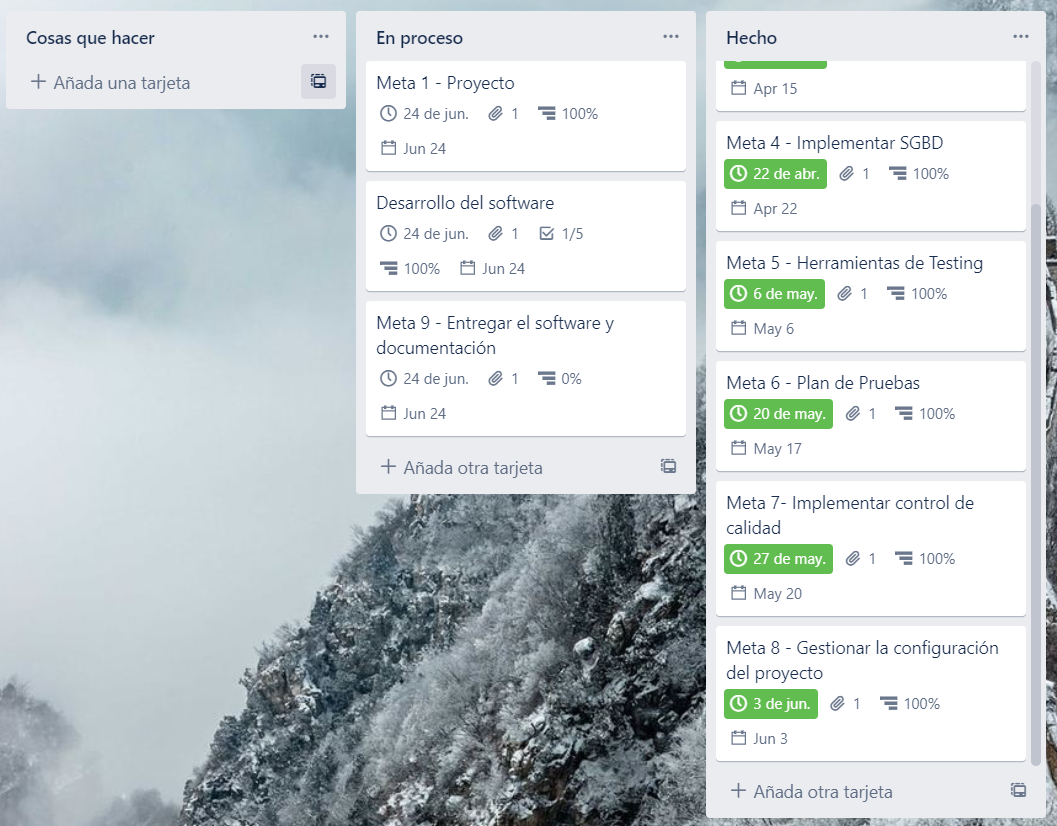 Cosas que hacer
Añada una tarjeta
En proceso
Meta 1 - Proyecto
24 de jun. 1 100%
Jun 24
Desarrollo del software
24 de jun. 1 1/5
100% Jun 24
Meta 9 - Entregar el software y
documentación
24 de jun. 1 0%
Jun 24
Añada otra tarjeta
Hecho
Apr 15
Meta 4 - Implementar SGBD
22 de abr. 1 100%
Apr 22
Meta 5 - Herramientas de Testing
6 de may. 1 100%
May 6
Meta 6 - Plan de Pruebas
20 de may. 1 100%
May 17
Meta 7- Implementar control de
calidad
27 de may. 1 100%
May 20
Meta 8 - Gestionar la configuración
del proyecto
3 de jun. 1 100%
Jun 3
Añada otra tarjeta